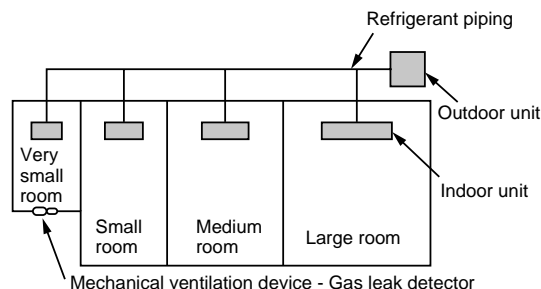 Refrigerant piping
Outdoor unit
Very
small
room
Indoor unit
Small
room
Medium
room
Large room
Mechanical ventilation device - Gas leak detector